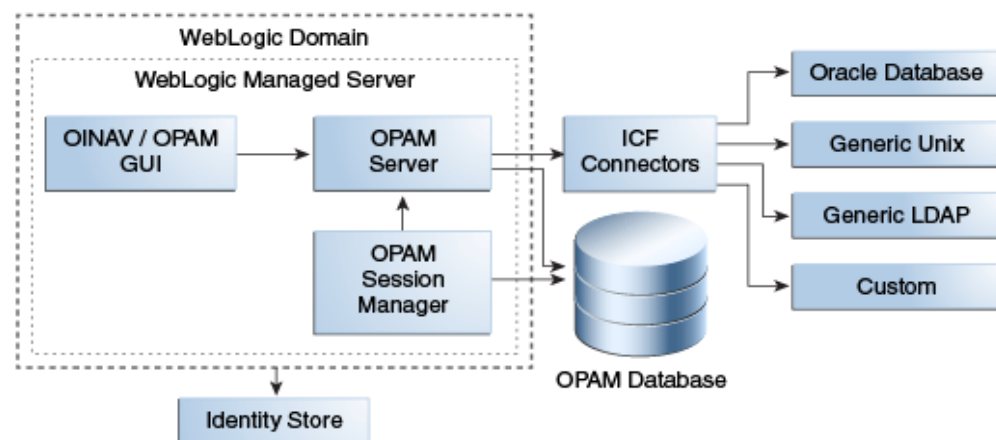 WebLogic Domain
WebLogic Managed Server
OINAV / OPAM
GUI
OPAM
Server
OPAM
Session
Manager
ICF
Connectors
OPAM Database
Oracle Database
Generic Unix
Generic LDAP
Custom
Identity Store